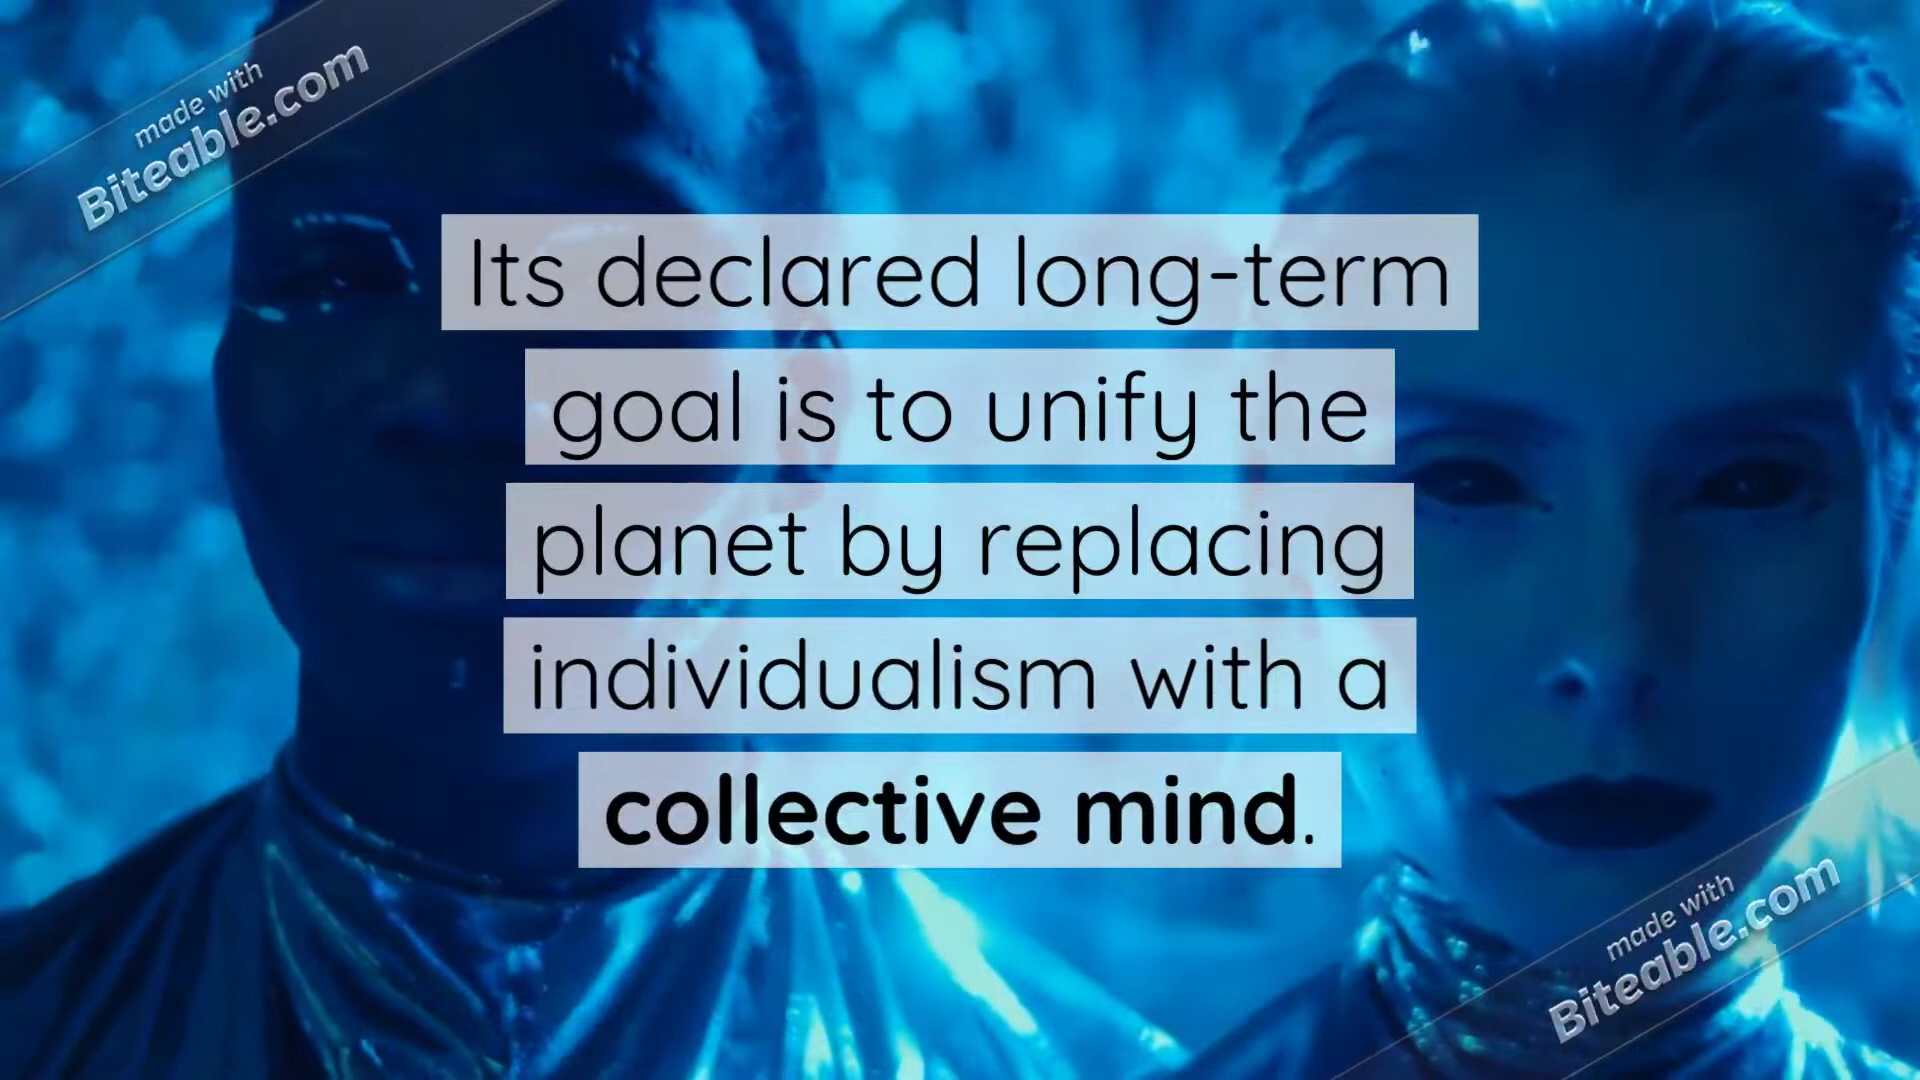 made with
Biteable.com
Its declared long-term
goal is to unify the
planet by replacing
individualism with a
collective mind.
made with
Biteable.com